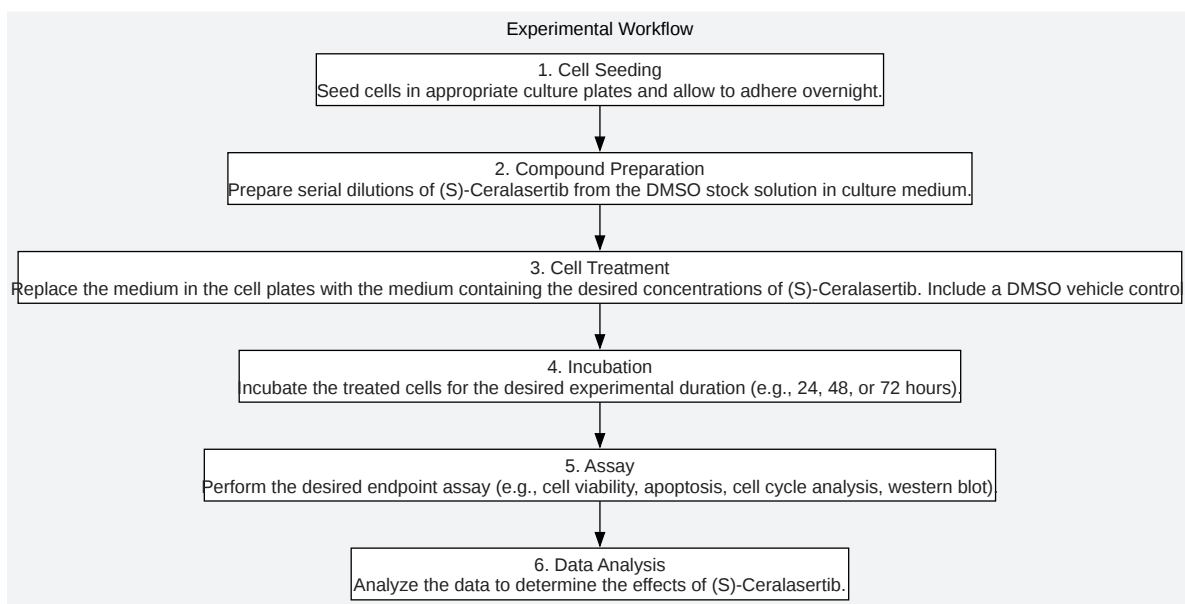 Experimental Workflow
1. Cell Seeding
Seed cells in appropriate culture plates and allow to adhere overnight.
2. Compound Preparation
Prepare serial dilutions of (S)-Ceralasertib from the DMSO stock solution in culture medium.
3. Cell Treatment
Replace the medium in the cell plates with the medium containing the desired concentrations of (S)-Ceralasertib. Include a DMSO vehicle control
4. Incubation
Incubate the treated cells for the desired experimental duration (e.g., 24, 48, or 72 hours).
5. Assay
Perform the desired endpoint assay (e.g., cell viability, apoptosis, cell cycle analysis, western blot).
6. Data Analysis
Analyze the data to determine the effects of (S)-Ceralasertib.